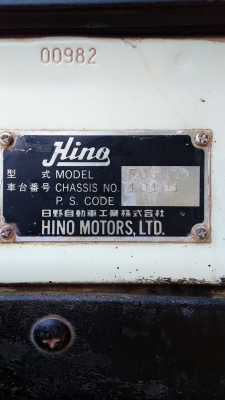 00982
Hino
型式 MODEL
車台番号 CHASSIS NO.
P. S. CODE
日野自動車工業株式会社
HINO MOTORS, LTD.